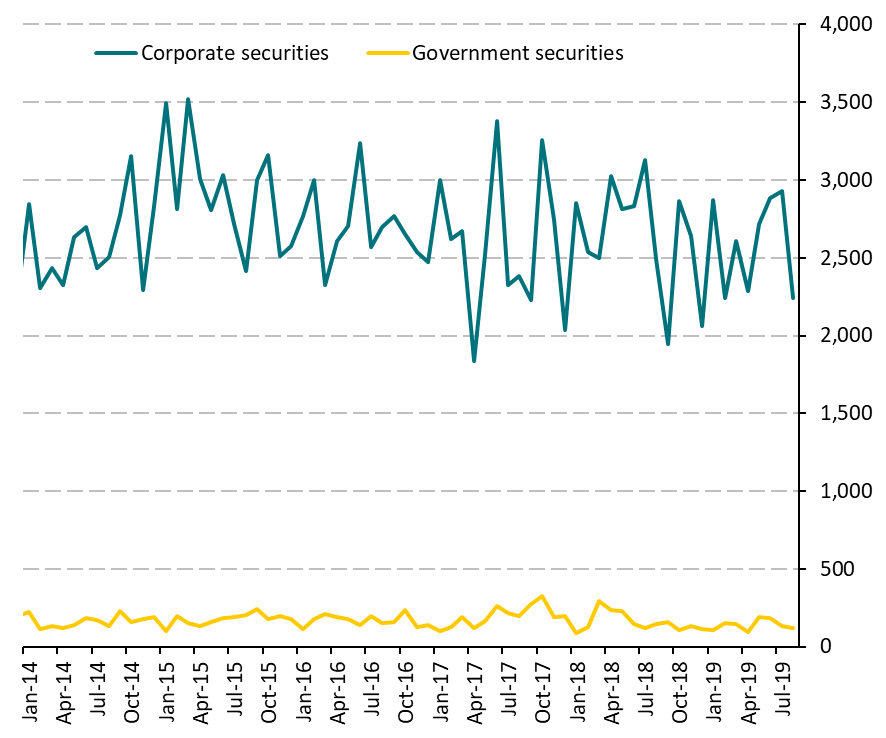 Corporate securities
Government securities
4,000
3,500
3,000
2,500
2,000
1,500
1,000
500
0
Jan-14
Apr-14
Jul-14
Oct-14
Jan-15
Apr-15
Jul-15
Oct-15
Jan-16
Apr-16
Jul-16
Oct-16
Jan-17
Apr-17
Jul-17
Oct-17
Jan-18
Apr-18
Jul-18
Oct-18
Jan-19
Apr-19
Jul-19